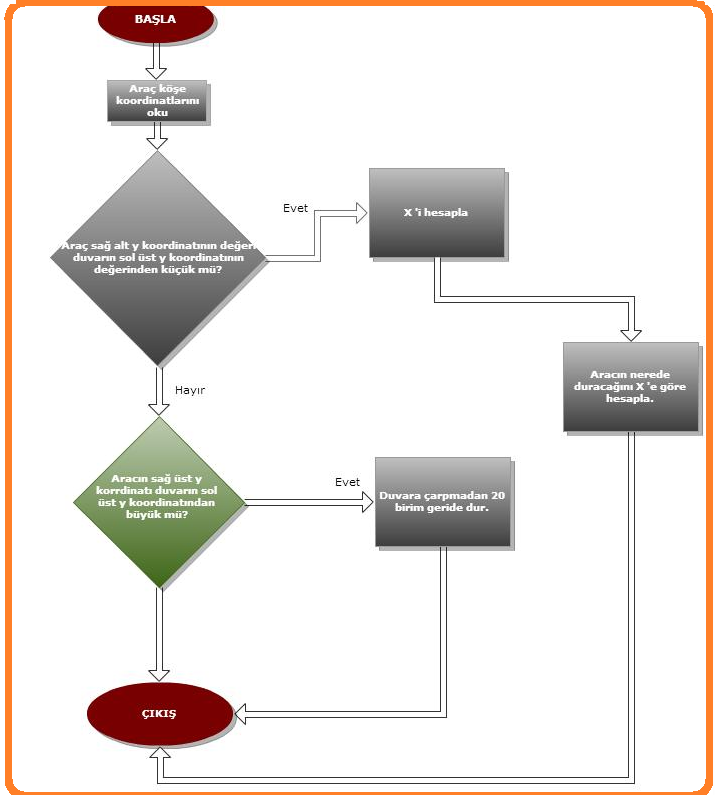 BAŞLA
Araç köşe
koordinatlarını
oku
Evet
X 'i hesapla
Araç sağ alt y koordinatının değeri
duvarın sol üst y koordinatının
değerinden küçük mü?
Aracın nerede
duracağını X 'e göre
hesapla.
Hayır
Aracın sağ üst y
korrdinatı duvarın sol
üst y koordinatından
büyük mü?
Evet
Duvara çarpmadan 20
birim geride dur.
ÇIKIŞ